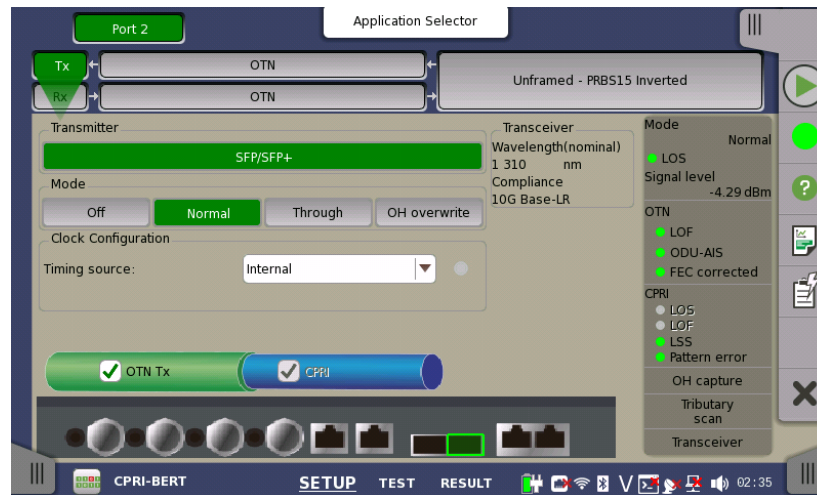 Port 2
Application Selector
Tx
OTN
Unframed - PRBS15 Inverted
Rx
OTN
Transmitter
SFP/SFP+
Mode
Off
Normal
Through
OH overwrite
Clock Configuration
Timing source:
Internal
OTN Tx
CPRI
Transceiver
Wavelength(nominal)
1 310 nm
Compliance
10G Base-LR
Mode
Normal
LOS
Signal level
-4.29 dBm
OTN
LOF
ODU-AIS
FEC corrected
CPRI
LOS
LOF
LSS
Pattern error
OH capture
Tributary
scan
Transceiver
CPRI-BERT
SETUP
TEST
RESULT
V
02:35